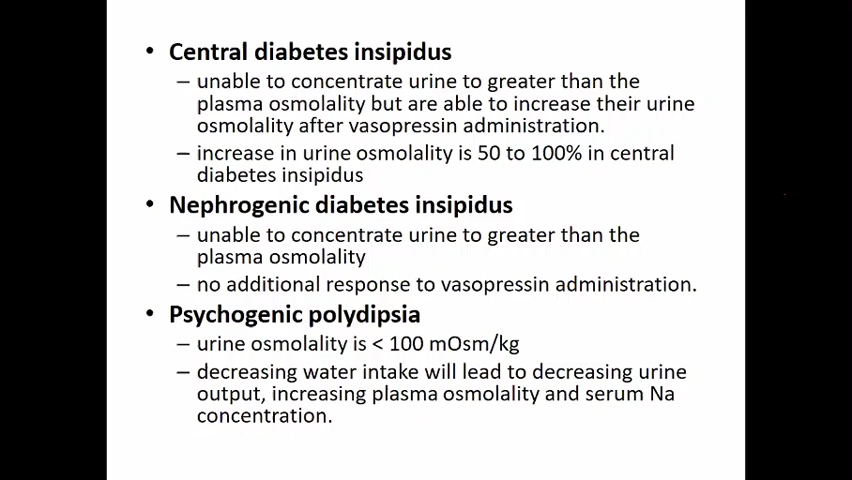 • Central diabetes insipidus
– unable to concentrate urine to greater than the
plasma osmolality but are able to increase their urine
osmolality after vasopressin administration.
– increase in urine osmolality is 50 to 100% in central
diabetes insipidus
• Nephrogenic diabetes insipidus
– unable to concentrate urine to greater than the
plasma osmolality
– no additional response to vasopressin administration.
• Psychogenic polydipsia
– urine osmolality is < 100 mOsm/kg
– decreasing water intake will lead to decreasing urine
output, increasing plasma osmolality and serum Na
concentration.